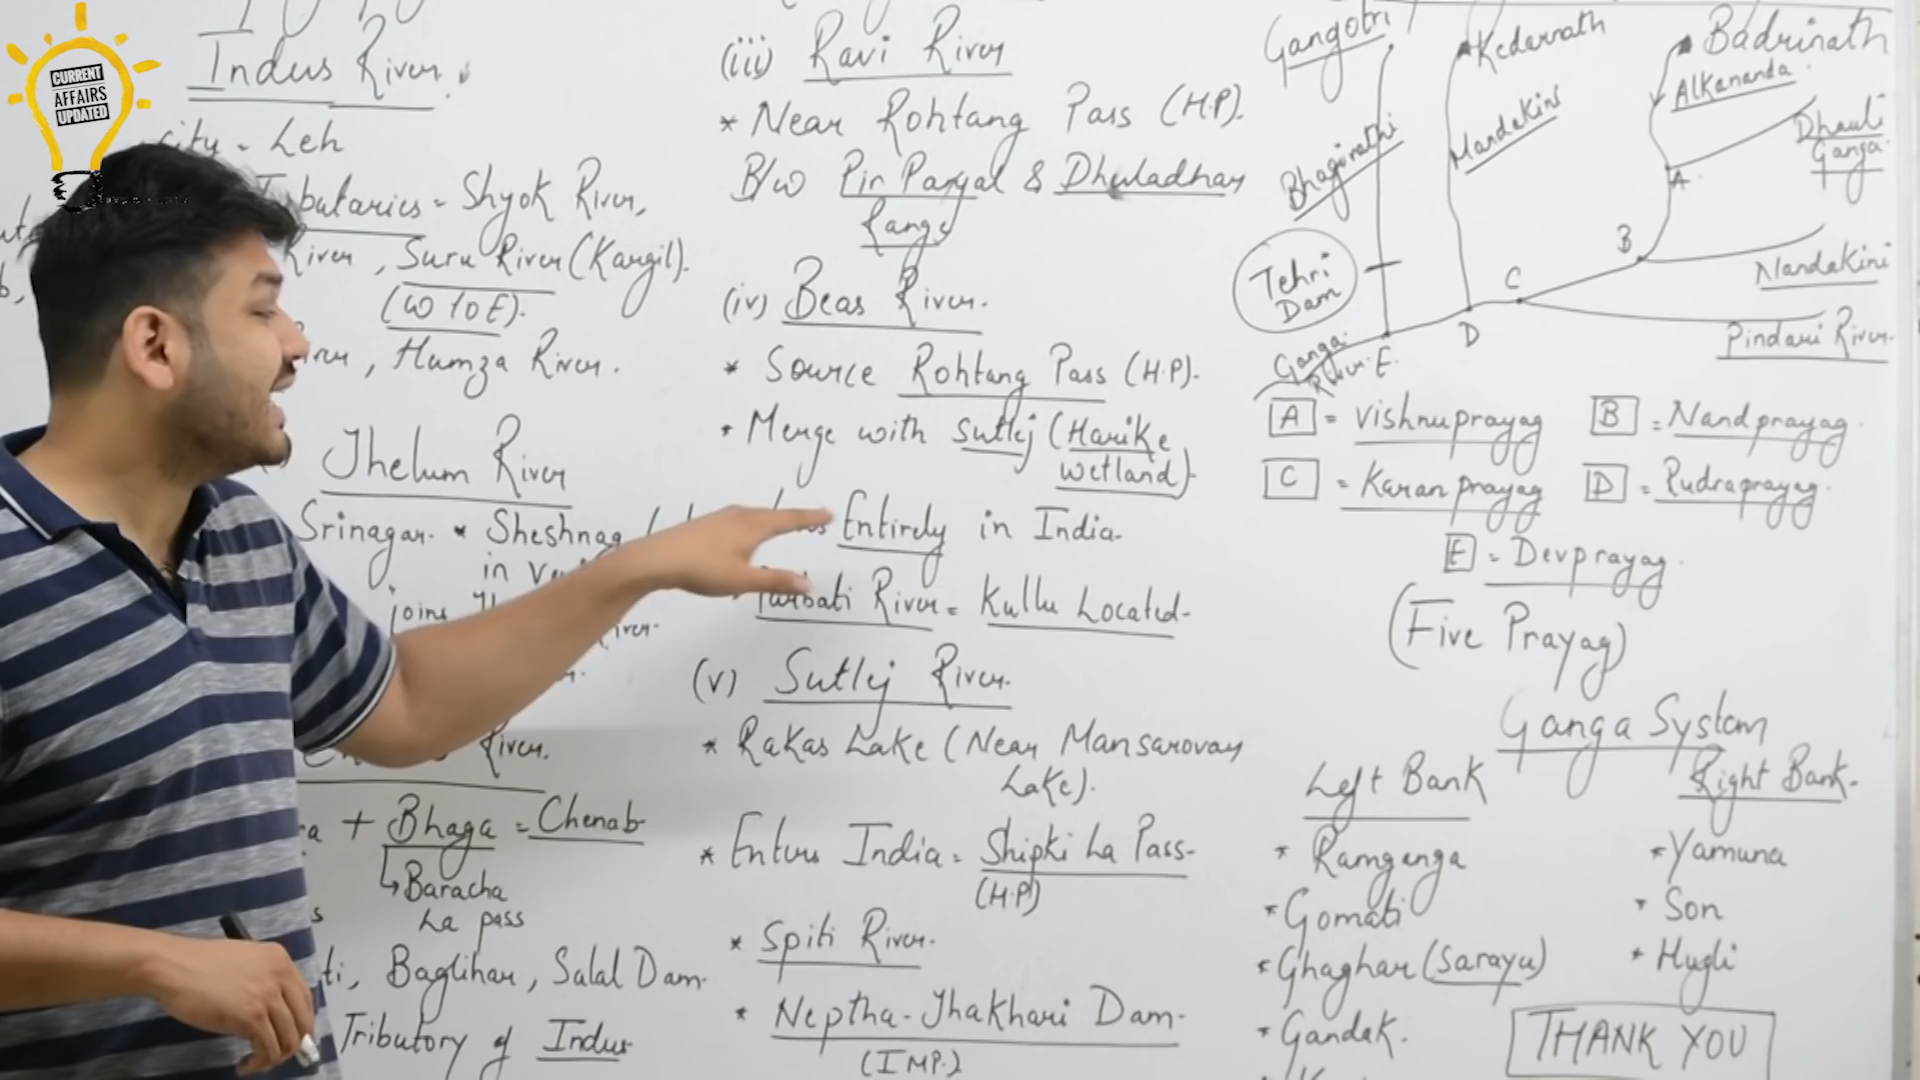 CURRENT
AFFAIRS
UPDATED
Indus River.
city = Leh
= Shyok River,
River, Suru River (Kargil).
(W to E).
, Humza River.
Jhelum River
Srinagar. * Sheshnag
in
joins
River.
River.
+ Bhaga = Chenab
↳ Baracha
La pass
Baglihar, Salal Dam.
Tributory of Indus
(iii) Ravi River
* Near Rohtang Pass (H.P).
B/w Pir Panjal & Dhuladhar
Range
(iv) Beas River.
* Source Rohtang Pass (H.P).
* Merge with Sutlej (Harike
wetland).
Entirely in India.
Parbati River = Kullu Located.
(v) Sutlej River.
* Rakas Lake (Near Mansarovar
Lake).
* Enters India = Shipki La Pass-
(H.P)
* Spiti River.
* Neptha-Jhakhari Dam-
(IMP.)
Gangotri
Kedarnath
Badrinath
Alkenanda
Dhauli
Ganga
Mandakini
Bhagirathi
A
B
Nandakini
C
Tehri
Dam
D
Pindari River
Ganga
River
E
A = Vishnuprayag B = Nandprayag
C = Karanprayag D = Rudraprayag
E = Devprayag
(Five Prayag)
Ganga System
Left Bank
* Ramganga
* Gomati
* Ghaghar (Sarayu)
* Gandak.
Right Bank-
* Yamuna
* Son
* Hugli
THANK YOU